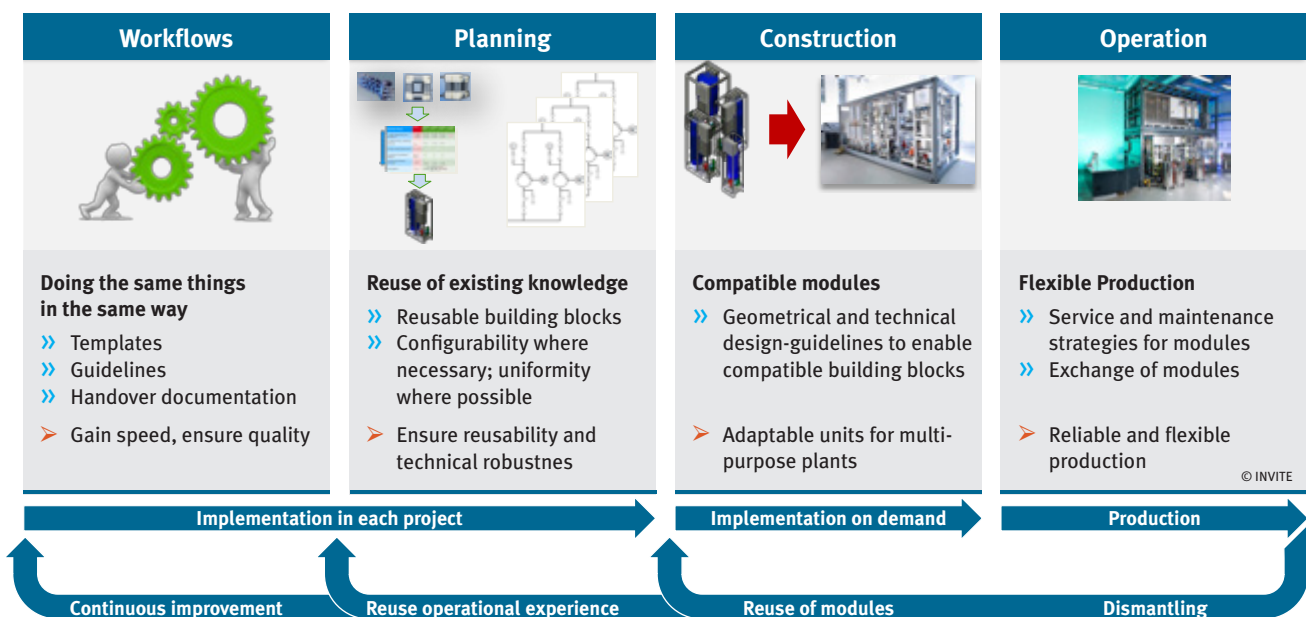 Workflows
Planning
Construction
Operation
Doing the same things
in the same way
Templates
Guidelines
Handover documentation
Gain speed, ensure quality
Reuse of existing knowledge
Reusable building blocks
Configurability where
necessary; uniformity
where possible
Ensure reusability and
technical robustnes
Compatible modules
Geometrical and technical
design-guidelines to enable
compatible building blocks
Adaptable units for multi-
purpose plants
Flexible Production
Service and maintenance
strategies for modules
Exchange of modules
Reliable and flexible
production
© INVITE
Implementation in each project
Implementation on demand
Production
Continuous improvement
Reuse operational experience
Reuse of modules
Dismantling